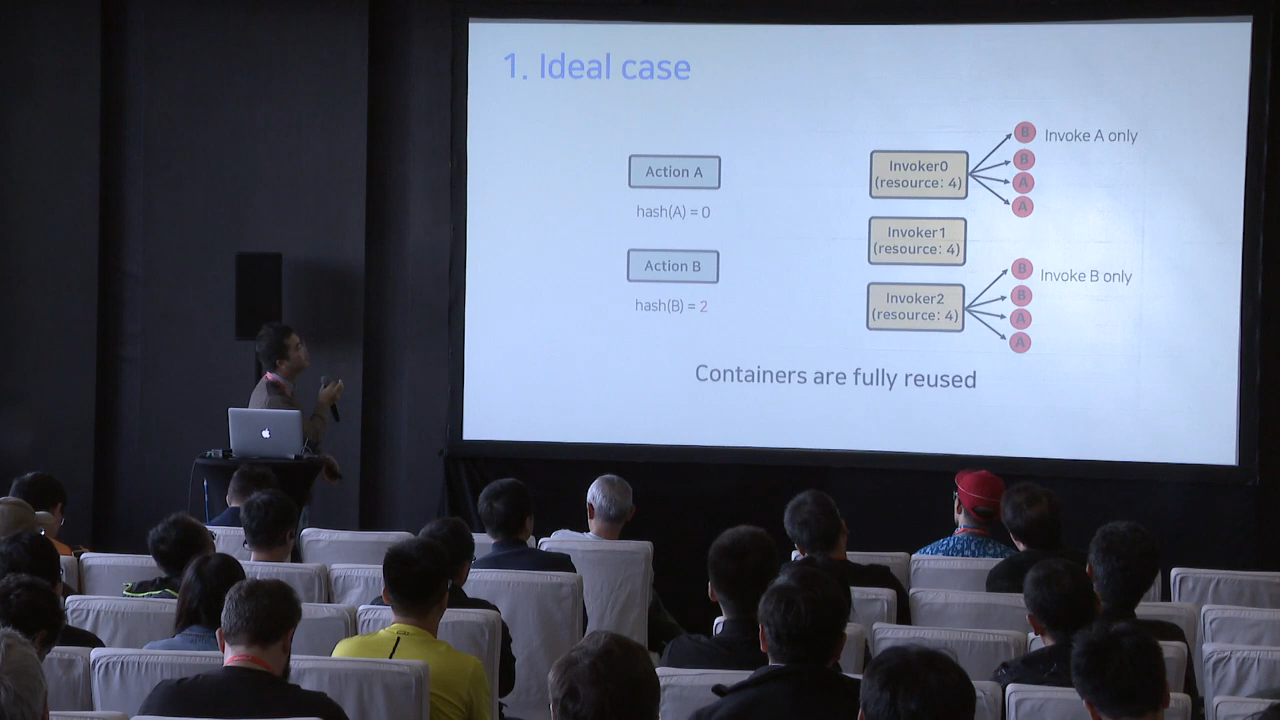 1. Ideal case
Action A
hash(A) = 0
Action B
hash(B) = 2
Invoker0
(resource: 4)
Invoker1
(resource: 4)
Invoker2
(resource: 4)
B
B
A
A
Invoke A only
B
B
A
A
Invoke B only
Containers are fully reused